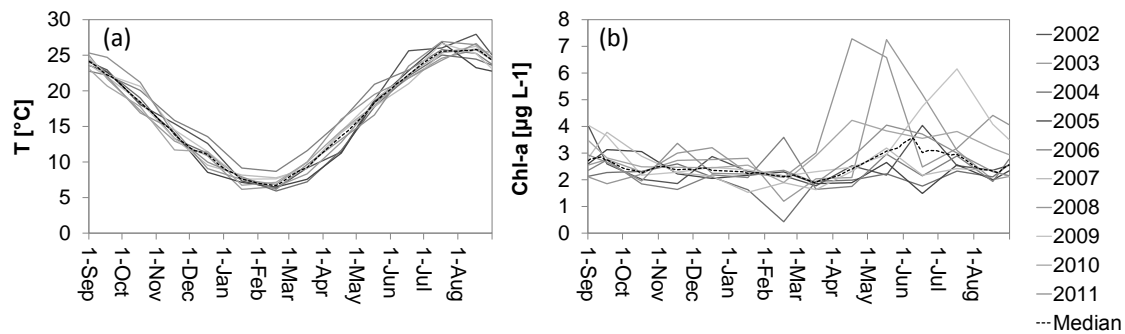 (a)
T [°C]
30
25
20
15
10
5
0
1-Sep
1-Oct
1-Nov
1-Dec
1-Jan
1-Feb
1-Mar
1-Apr
1-May
1-Jun
1-Jul
1-Aug
(b)
Chl-a [µg L-1]
8
7
6
5
4
3
2
1
0
1-Sep
1-Oct
1-Nov
1-Dec
1-Jan
1-Feb
1-Mar
1-Apr
1-May
1-Jun
1-Jul
1-Aug
2002
2003
2004
2005
2006
2007
2008
2009
2010
2011
Median